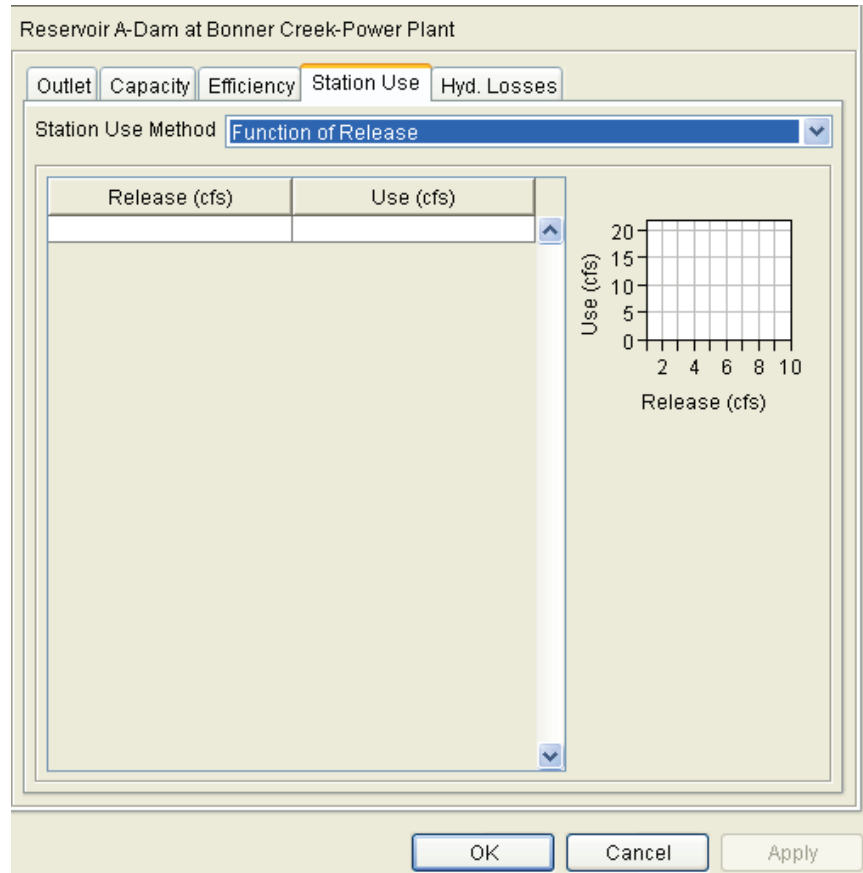 Reservoir A-Dam at Bonner Creek-Power Plant
Outlet Capacity Efficiency Station Use Hyd. Losses
Station Use Method Function of Release
Release (cfs) Use (cfs)
Use (cfs)
20
15
10
5
0
2 4 6 8 10
Release (cfs)
OK Cancel Apply